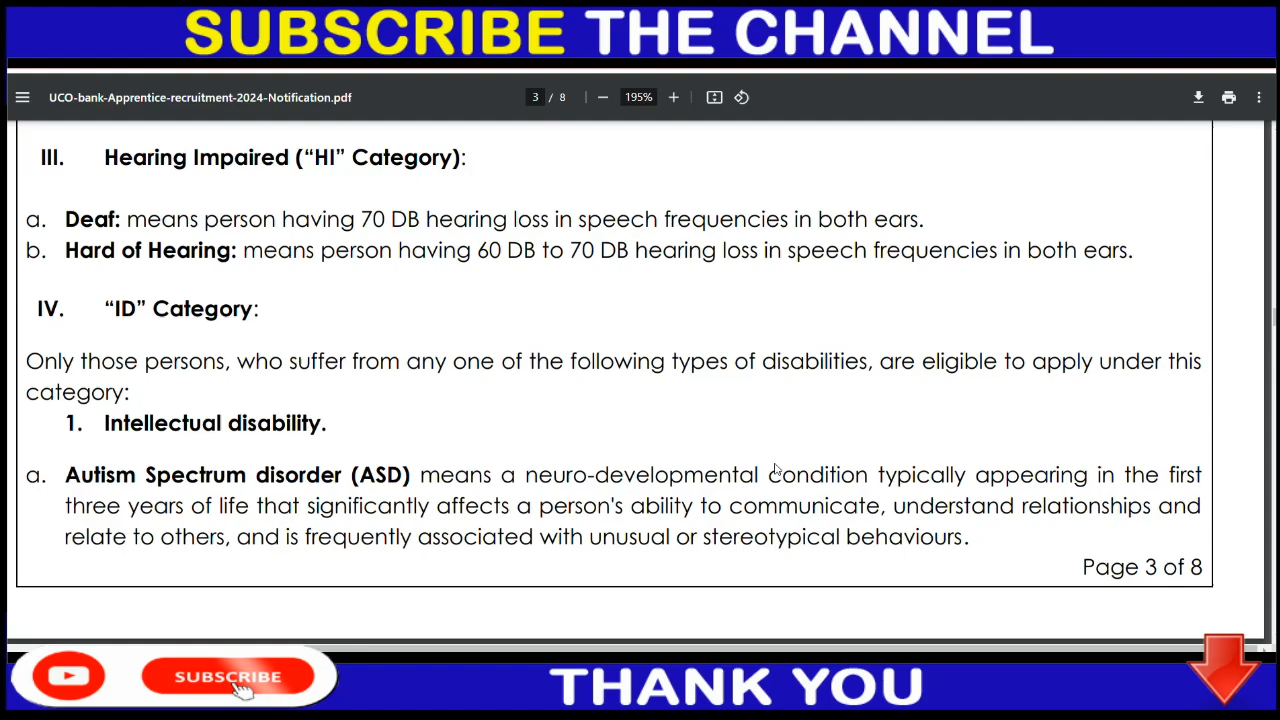 SUBSCRIBE THE CHANNEL
UCO-bank-Apprentice-recruitment-2024-Notification.pdf
3 / 8
195%
III. Hearing Impaired (“HI” Category):
a. Deaf: means person having 70 DB hearing loss in speech frequencies in both ears.
b. Hard of Hearing: means person having 60 DB to 70 DB hearing loss in speech frequencies in both ears.
IV. “ID” Category:
Only those persons, who suffer from any one of the following types of disabilities, are eligible to apply under this
category:
1. Intellectual disability.
a. Autism Spectrum disorder (ASD) means a neuro-developmental condition typically appearing in the first
three years of life that significantly affects a person's ability to communicate, understand relationships and
relate to others, and is frequently associated with unusual or stereotypical behaviours.
Page 3 of 8
SUBSCRIBE
THANK YOU